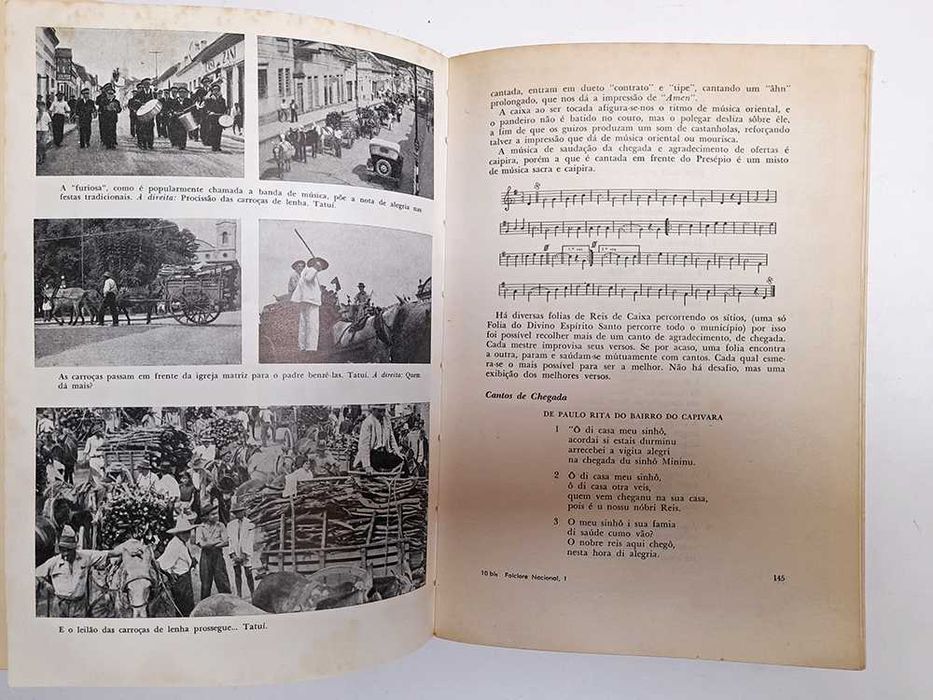 A "furiosa", como é popularmente chamada a banda de música, põe a nota de alegria nas
festas tradicionais. À direita: Procissão das carroças de lenha. Tatuí.
As carroças passam em frente da igreja matriz para o padre benzê-las. Tatuí. À direita: Quem
dá mais?
E o leilão das carroças de lenha prossegue... Tatuí.
cantada, entram em dueto "contrato" e "tipe", cantando um "ãhn"
prolongado, que nos dá a impressão de "Amen".
A caixa ao ser tocada afigura-se-nos o ritmo de música oriental, e
o pandeiro não é batido no couro, mas o polegar desliza sôbre êle,
a fim de que os guizos produzam um som de castanholas, reforçando
talvez a impressão que dá de música oriental ou mourisca.
A música de saudação da chegada e agradecimento de ofertas é
caipira, porém a que é cantada em frente do Presépio é um misto
de música sacra e caipira.
Há diversas folias de Reis de Caixa percorrendo os sítios, (uma só
Folia do Divino Espírito Santo percorre todo o município) por isso
foi possível recolher mais de um canto de agradecimento, de chegada.
Cada mestre improvisa seus versos. Se por acaso, uma folia encontra
a outra, param e saúdam-se mùtuamente com cantos. Cada qual esme-
ra-se o mais possível para ser a melhor. Não há desafio, mas uma
exibição dos melhores versos.
Cantos de Chegada
DE PAULO RITA DO BAIRRO DO CAPIVARA
1 "Ô di casa meu sinhô,
acordai si estais durminu
arrecebei a vigita alegri
na chegada du sinhô Mininu.
2 Ô di casa meu sinhô,
ô di casa otra veis,
quem vem cheganu na sua casa,
pois é u nossu nóbri Reis.
3 O meu sinhô i sua famia
di saúde cumo vão?
O nobre reis aqui chegô,
nesta hora di alegria.
10 bis Folclore Nacional, I
145